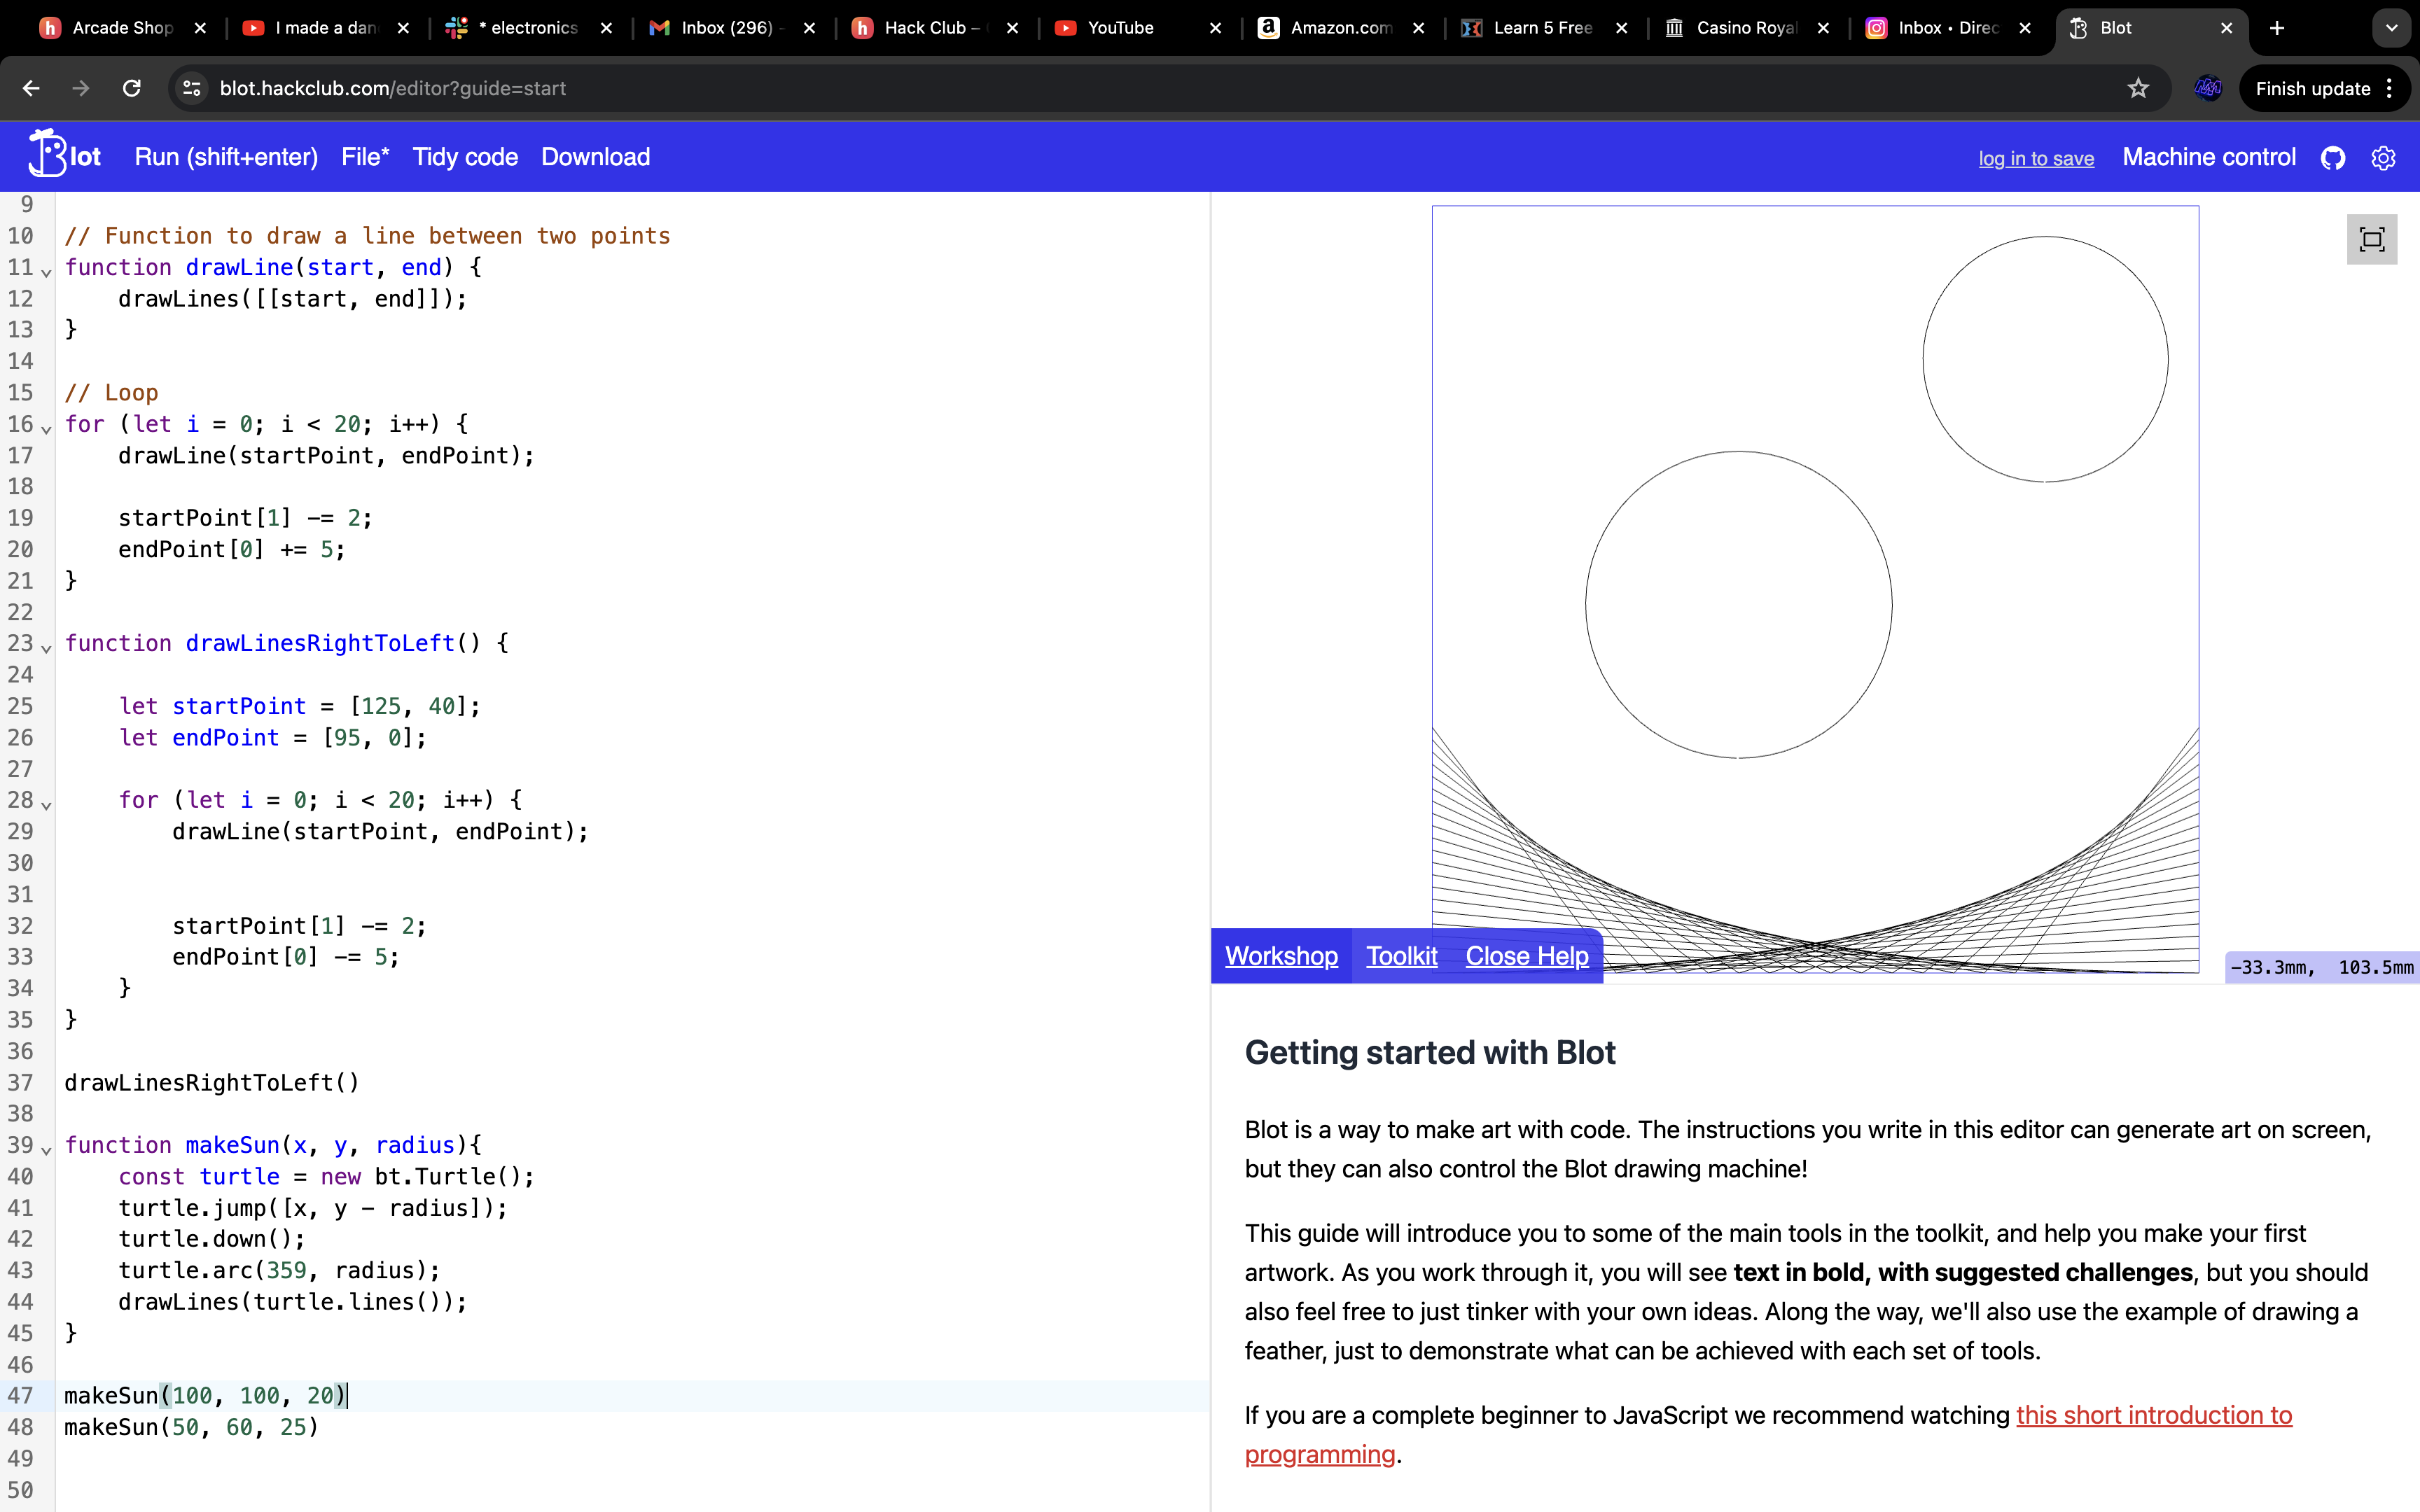 Arcade Shop
I made a dan
* electronics
Inbox (296) -
Hack Club –
YouTube
Amazon.com
Learn 5 Free
Casino Royal
Inbox • Direc
Blot
blot.hackclub.com/editor?guide=start
Finish update
Blot
Run (shift+enter)
File*
Tidy code
Download
log in to save
Machine control
9
10 // Function to draw a line between two points
11 function drawLine(start, end) {
12 drawLines([[start, end]]);
13 }
14
15 // Loop
16 for (let i = 0; i < 20; i++) {
17 drawLine(startPoint, endPoint);
18
19 startPoint[1] -= 2;
20 endPoint[0] += 5;
21 }
22
23 function drawLinesRightToLeft() {
24
25 let startPoint = [125, 40];
26 let endPoint = [95, 0];
27
28 for (let i = 0; i < 20; i++) {
29 drawLine(startPoint, endPoint);
30
31
32 startPoint[1] -= 2;
33 endPoint[0] -= 5;
34 }
35 }
36
37 drawLinesRightToLeft()
38
39 function makeSun(x, y, radius){
40 const turtle = new bt.Turtle();
41 turtle.jump([x, y - radius]);
42 turtle.down();
43 turtle.arc(359, radius);
44 drawLines(turtle.lines());
45 }
46
47 makeSun(100, 100, 20)
48 makeSun(50, 60, 25)
49
50
Workshop
Toolkit
Close Help
-33.3mm, 103.5mm
Getting started with Blot
Blot is a way to make art with code. The instructions you write in this editor can generate art on screen,
but they can also control the Blot drawing machine!
This guide will introduce you to some of the main tools in the toolkit, and help you make your first
artwork. As you work through it, you will see text in bold, with suggested challenges, but you should
also feel free to just tinker with your own ideas. Along the way, we'll also use the example of drawing a
feather, just to demonstrate what can be achieved with each set of tools.
If you are a complete beginner to JavaScript we recommend watching this short introduction to
programming.